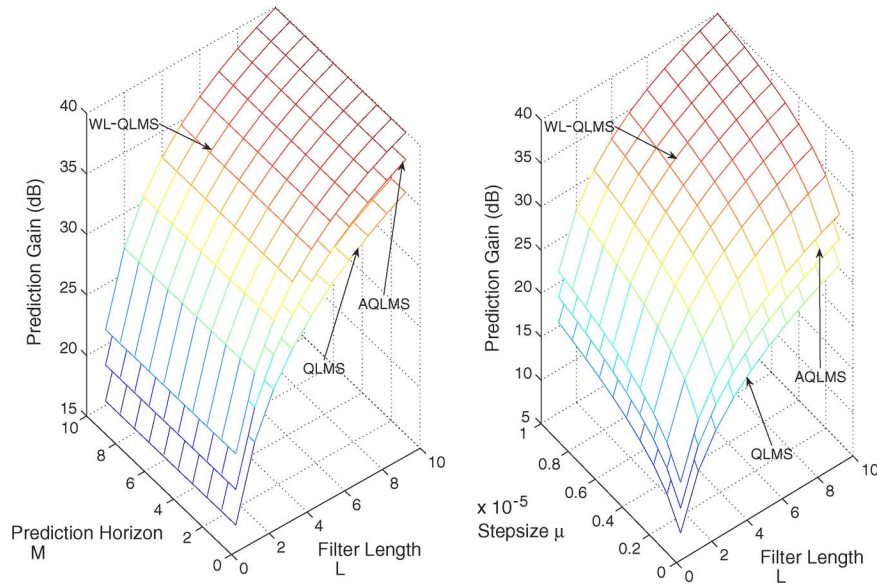 40
35
30
25
20
15
Prediction Gain (dB)
10
8
6
4
2
0
Prediction Horizon
M
0
2
4
6
8
10
Filter Length
L
WL-QLMS
AQLMS
QLMS
40
35
30
25
20
15
10
5
Prediction Gain (dB)
1
0.8
0.6
0.4
0.2
0
x 10-5
Stepsize μ
0
2
4
6
8
10
Filter Length
L
WL-QLMS
AQLMS
QLMS